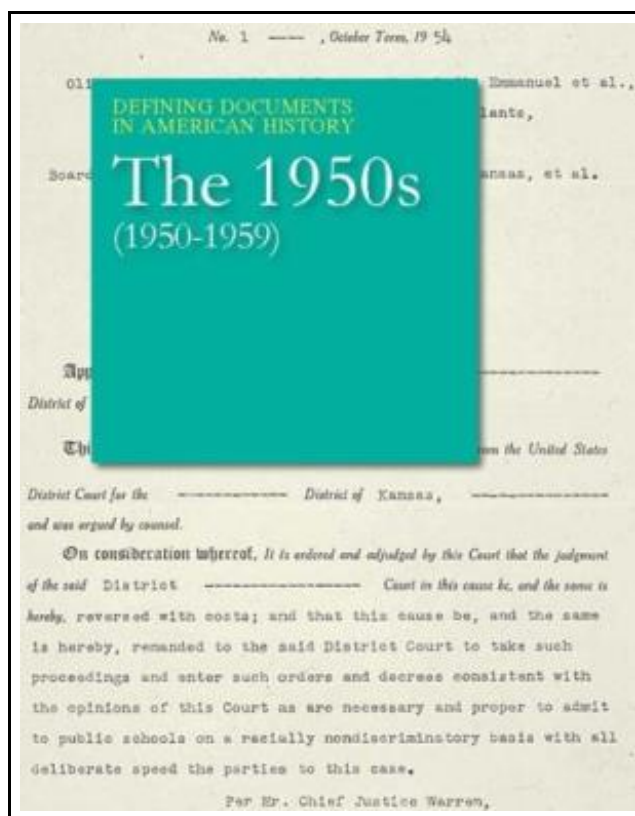 No. 1 ---- , October Term, 19 54
Oli Emmanuel et al.,
lants,
Boar ansas, et al.
DEFINING DOCUMENTS
IN AMERICAN HISTORY
The 1950s
(1950-1959)
App
District of
Thi om the United States
District Court for the -------------- District of Kansas, --------------
and was argued by counsel.
On consideration whereof, It is ordered and adjudged by this Court that the judgment
of the said District -------------------- Court in this cause be, and the same is
hereby, reversed with costs; and that this cause be, and the same
is hereby, remanded to the said District Court to take such
proceedings and enter such orders and decrees consistent with
the opinions of this Court as are necessary and proper to admit
to public schools on a racially nondiscriminatory basis with all
deliberate speed the parties to this case.
Per Mr. Chief Justice Warren,